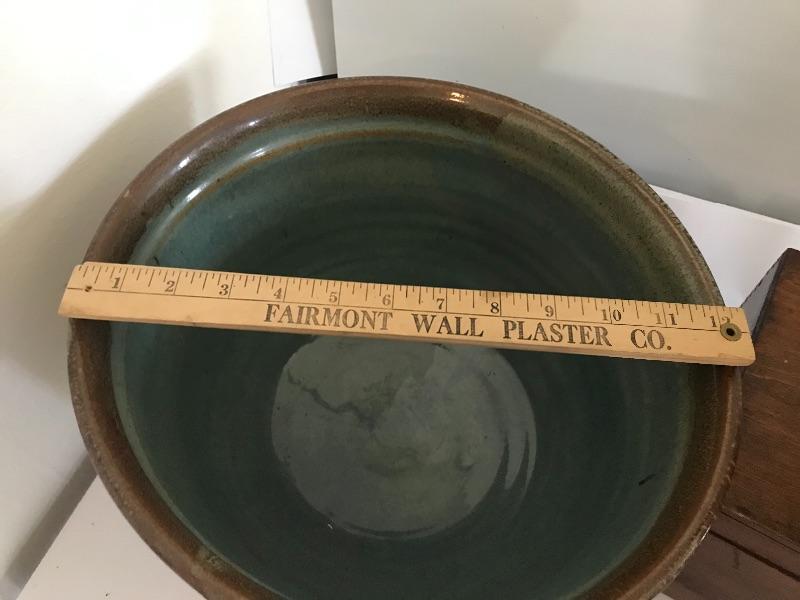 1 2 3 4 5 6 7 8 9 10 11 12
FAIRMONT WALL PLASTER CO.